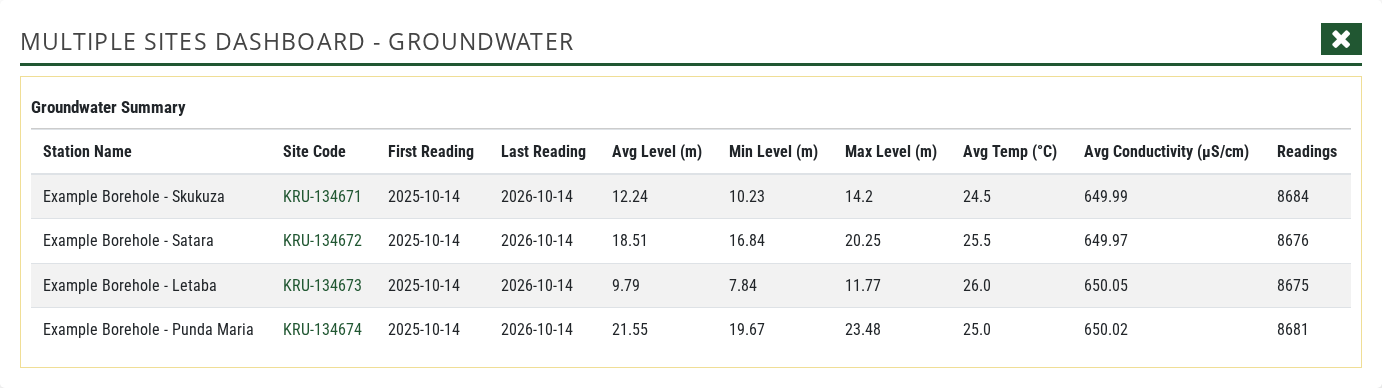 MULTIPLE SITES DASHBOARD - GROUNDWATER
Groundwater Summary
Station Name Site Code First Reading Last Reading Avg Level (m) Min Level (m) Max Level (m) Avg Temp (°C) Avg Conductivity (µS/cm) Readings
Example Borehole - Skukuza KRU-134671 2025-10-14 2026-10-14 12.24 10.23 14.2 24.5 649.99 8684
Example Borehole - Satara KRU-134672 2025-10-14 2026-10-14 18.51 16.84 20.25 25.5 649.97 8676
Example Borehole - Letaba KRU-134673 2025-10-14 2026-10-14 9.79 7.84 11.77 26.0 650.05 8675
Example Borehole - Punda Maria KRU-134674 2025-10-14 2026-10-14 21.55 19.67 23.48 25.0 650.02 8681